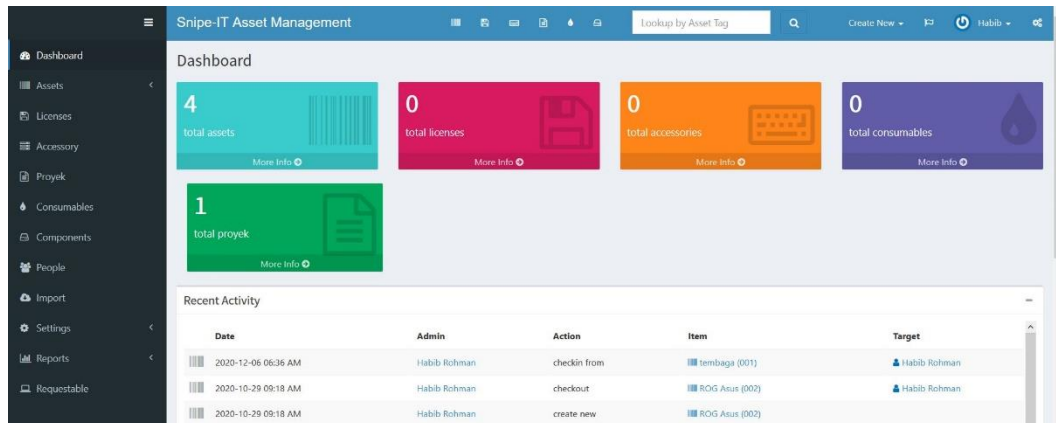 Snipe-IT Asset Management
Lookup by Asset Tag
Create New
Habib
Dashboard
Assets
Licenses
Accessory
Proyek
Consumables
Components
People
Import
Settings
Reports
Requestable
Dashboard
4
total assets
More Info
0
total licenses
More Info
0
total accessories
More Info
0
total consumables
More Info
1
total proyek
More Info
Recent Activity
Date Admin Action Item Target
2020-12-06 06:36 AM Habib Rohman checkin from tembaga (001) Habib Rohman
2020-10-29 09:18 AM Habib Rohman checkout ROG Asus (002) Habib Rohman
2020-10-29 09:18 AM Habib Rohman create new ROG Asus (002)